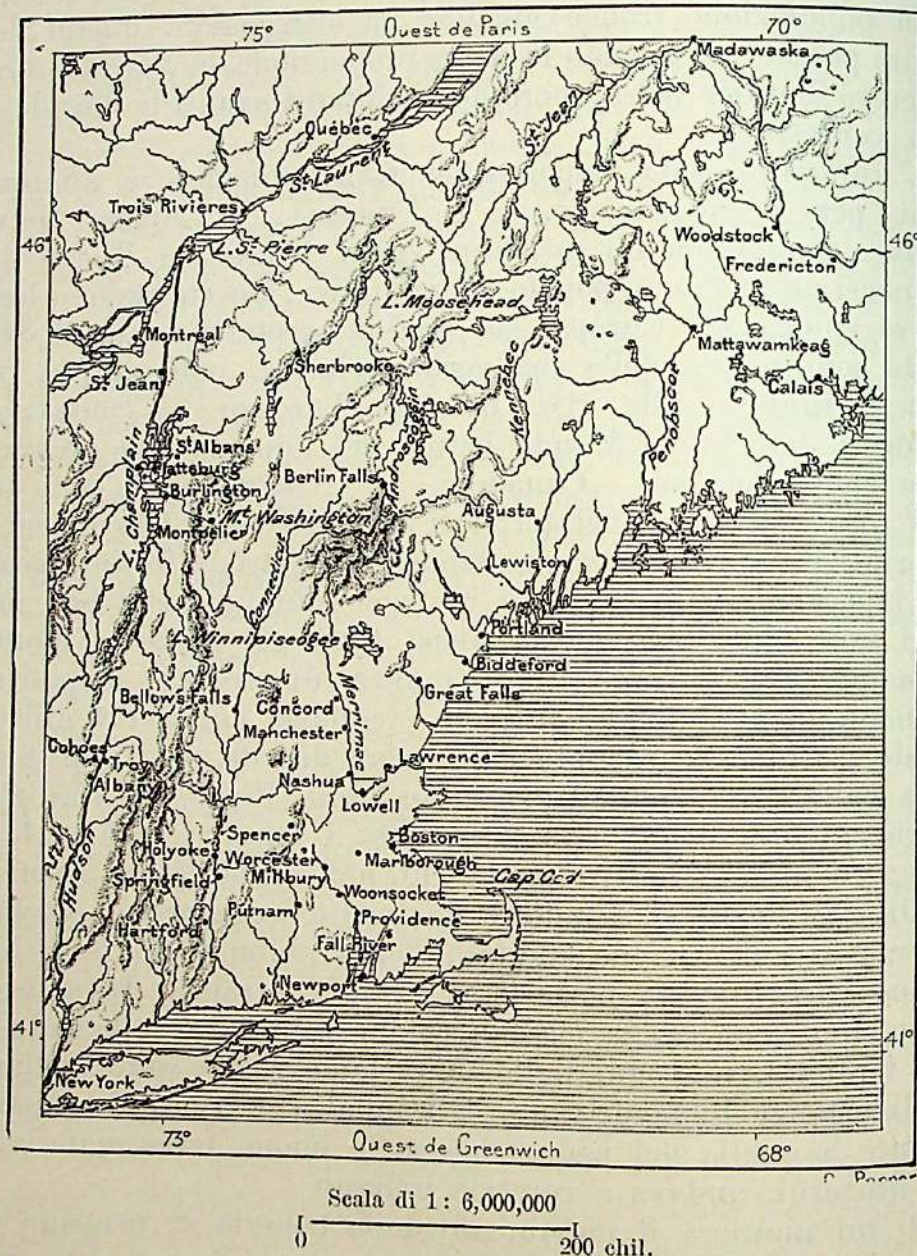 75° Ouest de Paris 70°
Madawaska
St Jean
Québec
St Laurent
Trois Rivières
Woodstock
46° L. St Pierre 46°
Fredericton
L. Moosehead
Montréal
Mattawamkeag
Sherbrooke
St Jean
Calais
Kennebec
Androscoggin
Penobscot
St Albans
Plattsburg
Berlin Falls
Burlington
L. Champlain
Mt Washington
Augusta
Montpelier
Lewiston
Connecticut
L. Winnipiseogee
Portland
Biddeford
Bellows Falls
Concord
Great Falls
Merrimac
Manchester
Cohoes
Troy
Lawrence
Albany
Nashua
Lowell
Spencer
Boston
Hudson
Holyoke
Worcester
Marlborough
Springfield
Millbury
Cap Cod
Woonsocket
Putnam
Providence
Hartford
Fall River
Newport
41° 41°
New York
73° Ouest de Greenwich 68°
Scala di 1: 6,000,000
0 200 chil.